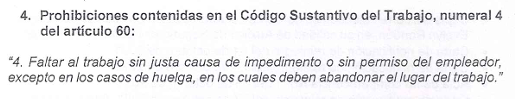 4. Prohibiciones contenidas en el Código Sustantivo del Trabajo, numeral 4
del artículo 60:
“4. Faltar al trabajo sin justa causa de impedimento o sin permiso del empleador,
excepto en los casos de huelga, en los cuales deben abandonar el lugar del trabajo.”